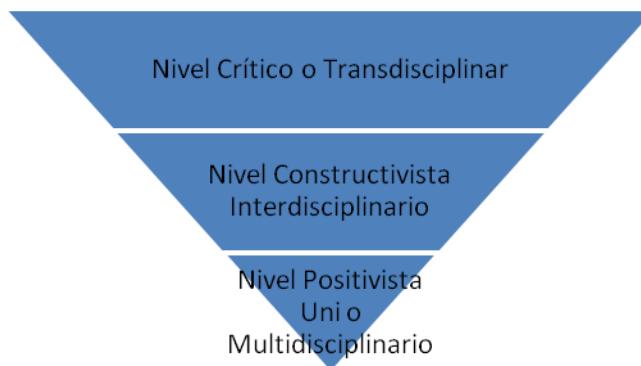 Nivel Crítico o Transdisciplinar
Nivel Constructivista
Interdisciplinario
Nivel Positivista
Uni o
Multidisciplinario